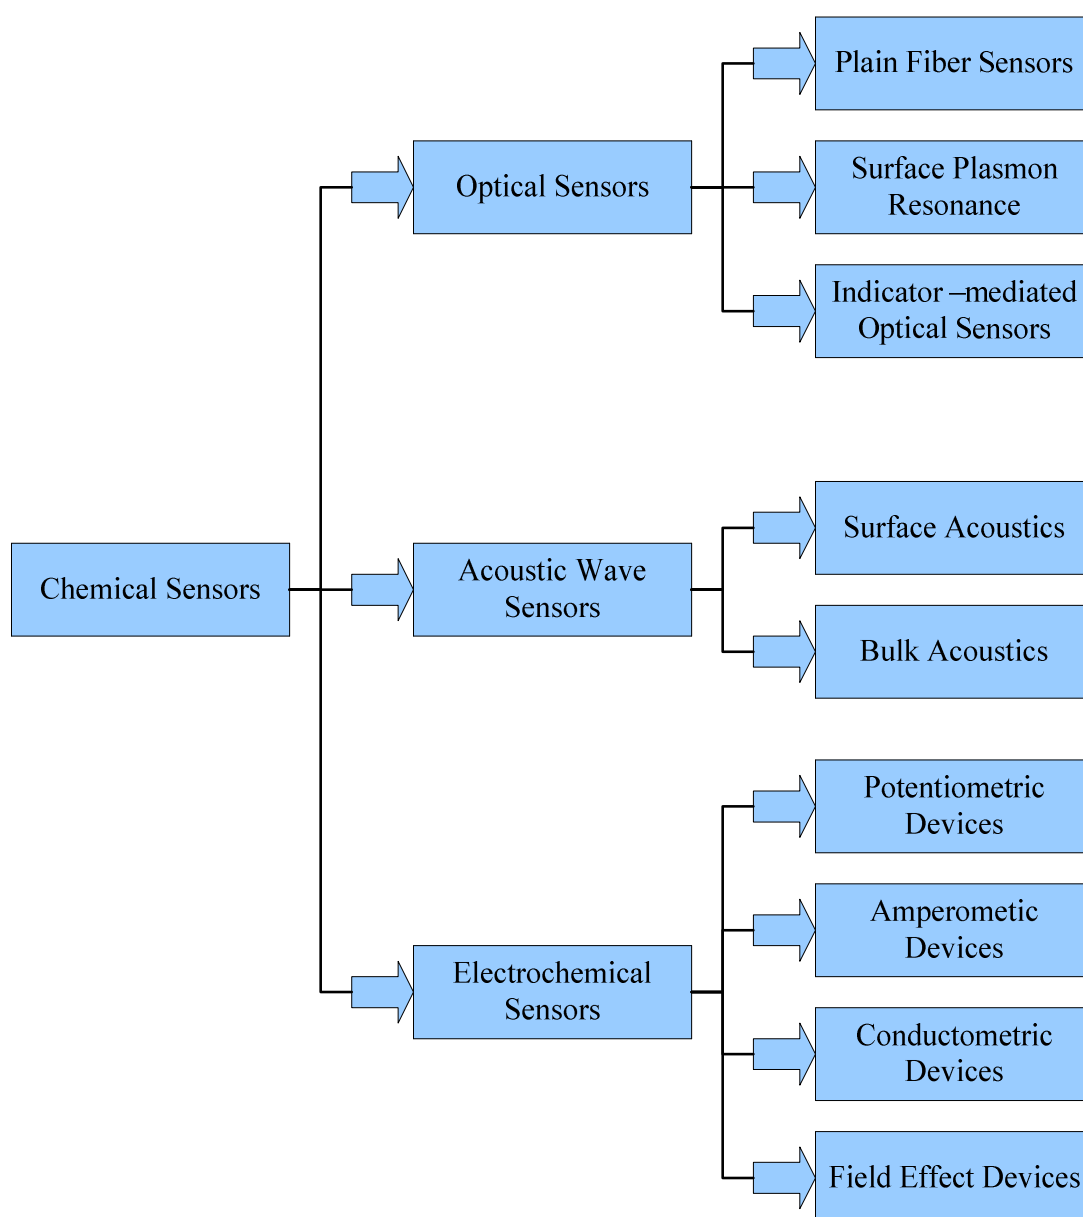 Plain Fiber Sensors
Optical Sensors
Surface Plasmon
Resonance
Indicator –mediated
Optical Sensors
Surface Acoustics
Chemical Sensors
Acoustic Wave
Sensors
Bulk Acoustics
Potentiometric
Devices
Amperometic
Devices
Electrochemical
Sensors
Conductometric
Devices
Field Effect Devices